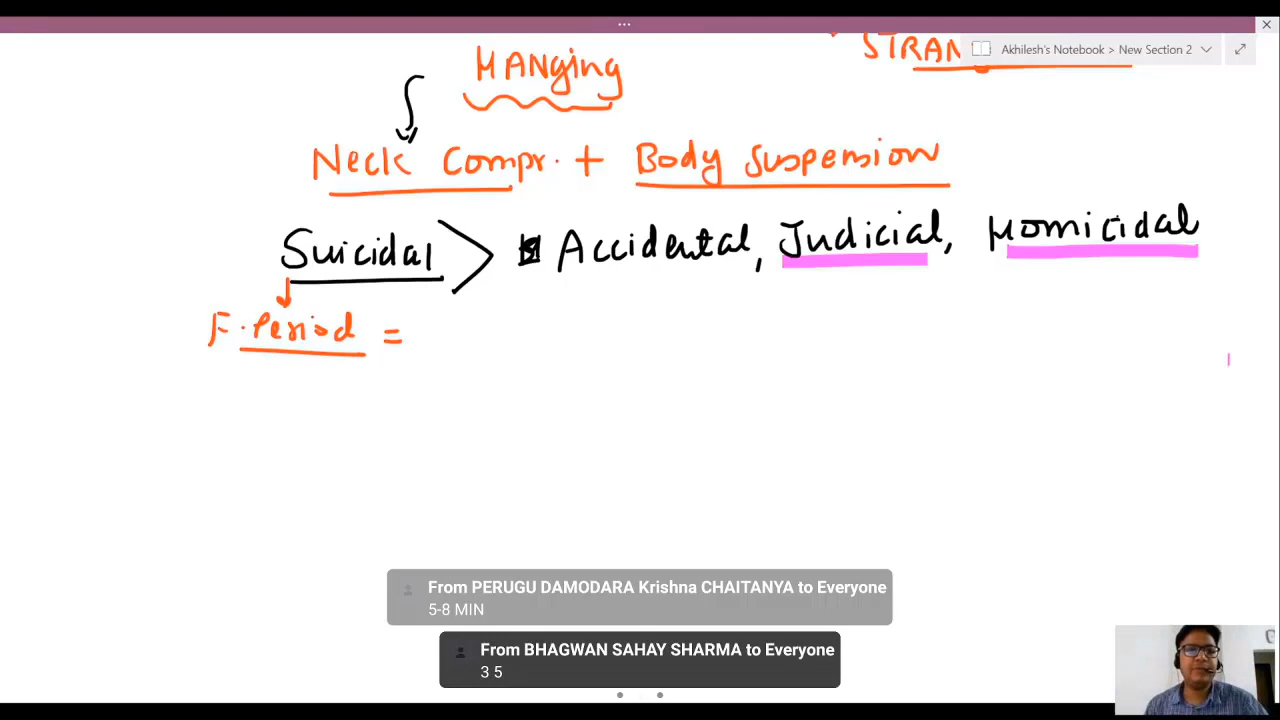 STRAN
Akhilesh's Notebook > New Section 2
HANging
Neck Compr. + Body Suspension
Suicidal > Accidental, Judicial, Homicidal
F. Period =
From PERUGU DAMODARA Krishna CHAITANYA to Everyone
5-8 MIN
From BHAGWAN SAHAY SHARMA to Everyone
3 5